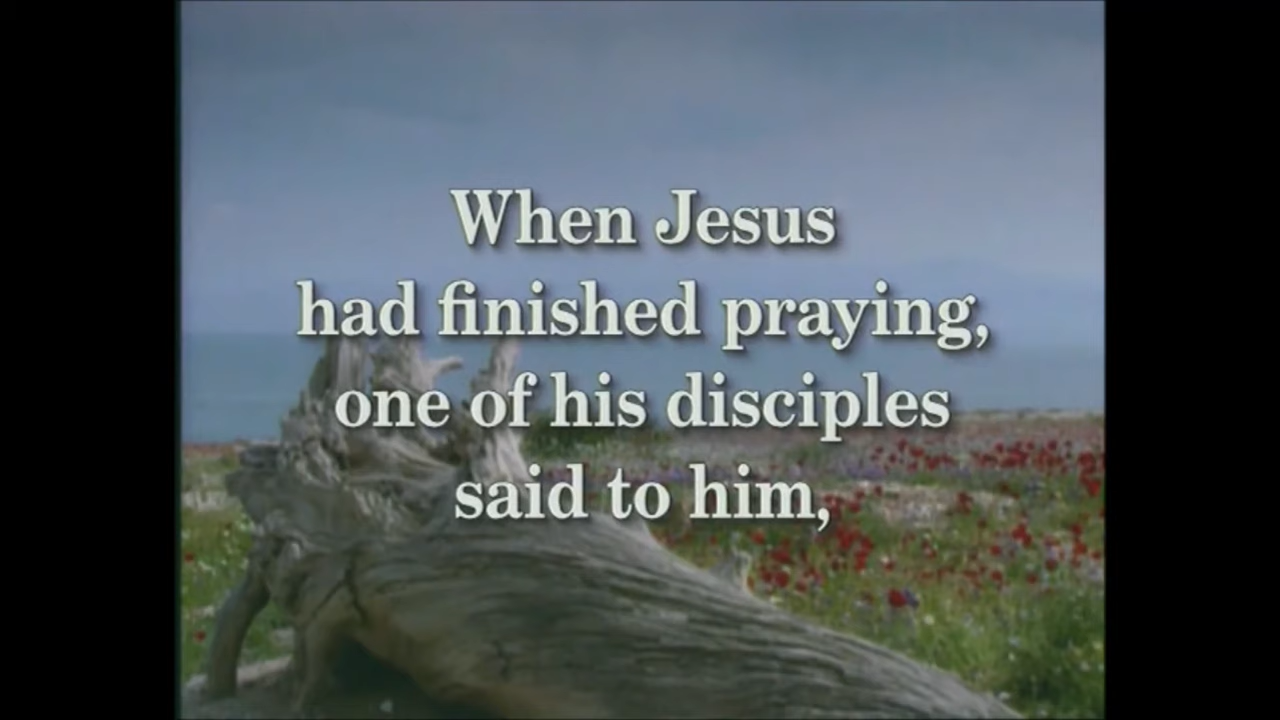 When Jesus
had finished praying,
one of his disciples
said to him,